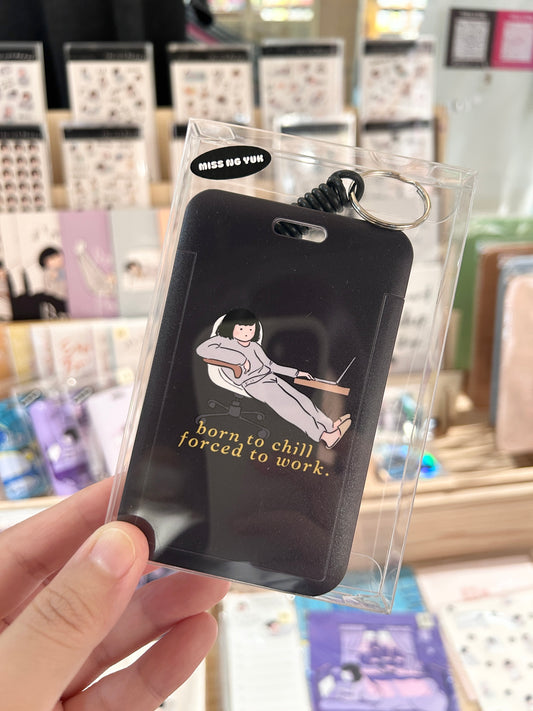 MISS NG YUK
born to chill
forced to work.